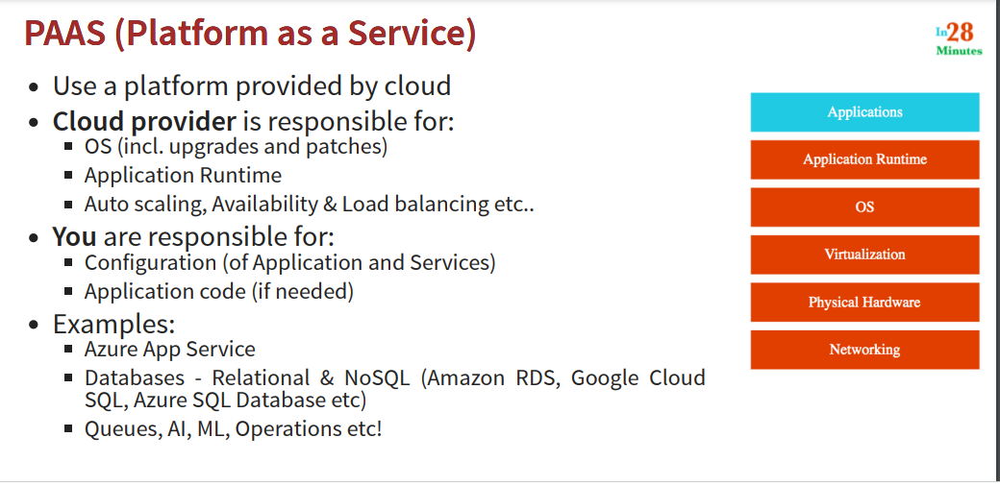 PAAS (Platform as a Service)
In28
Minutes
• Use a platform provided by cloud
• Cloud provider is responsible for:
▪ OS (incl. upgrades and patches)
▪ Application Runtime
▪ Auto scaling, Availability & Load balancing etc..
• You are responsible for:
▪ Configuration (of Application and Services)
▪ Application code (if needed)
• Examples:
▪ Azure App Service
▪ Databases - Relational & NoSQL (Amazon RDS, Google Cloud
SQL, Azure SQL Database etc)
▪ Queues, AI, ML, Operations etc!
Applications
Application Runtime
OS
Virtualization
Physical Hardware
Networking